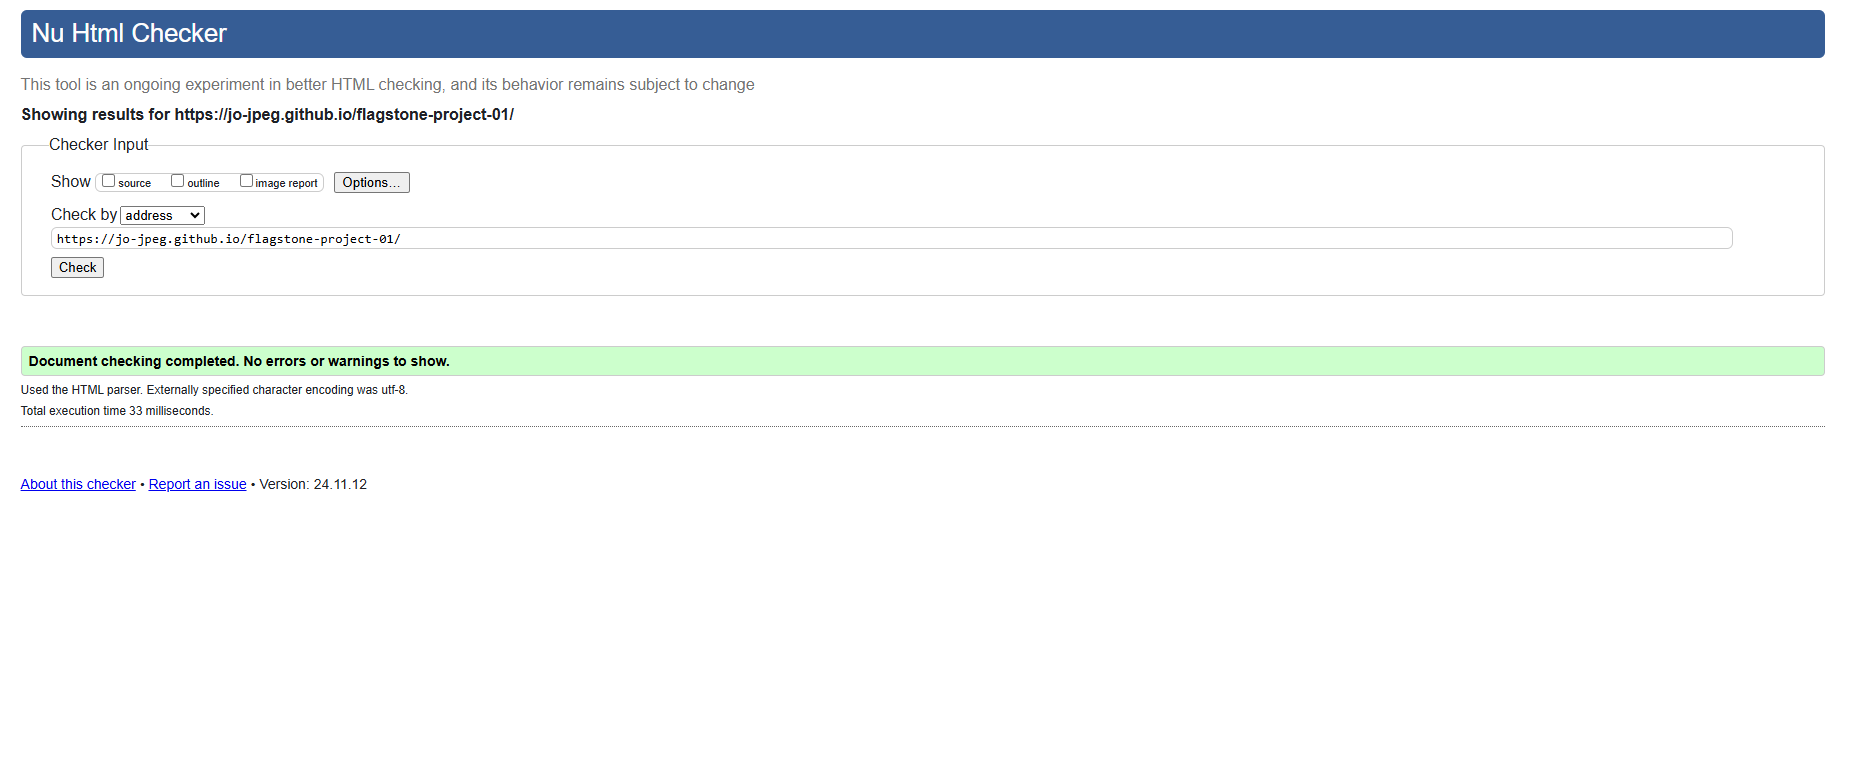 Nu Html Checker
This tool is an ongoing experiment in better HTML checking, and its behavior remains subject to change
Showing results for https://jo-jpeg.github.io/flagstone-project-01/
Checker Input
Show source outline image report Options...
Check by address
https://jo-jpeg.github.io/flagstone-project-01/
Check
Document checking completed. No errors or warnings to show.
Used the HTML parser. Externally specified character encoding was utf-8.
Total execution time 33 milliseconds.
About this checker • Report an issue • Version: 24.11.12